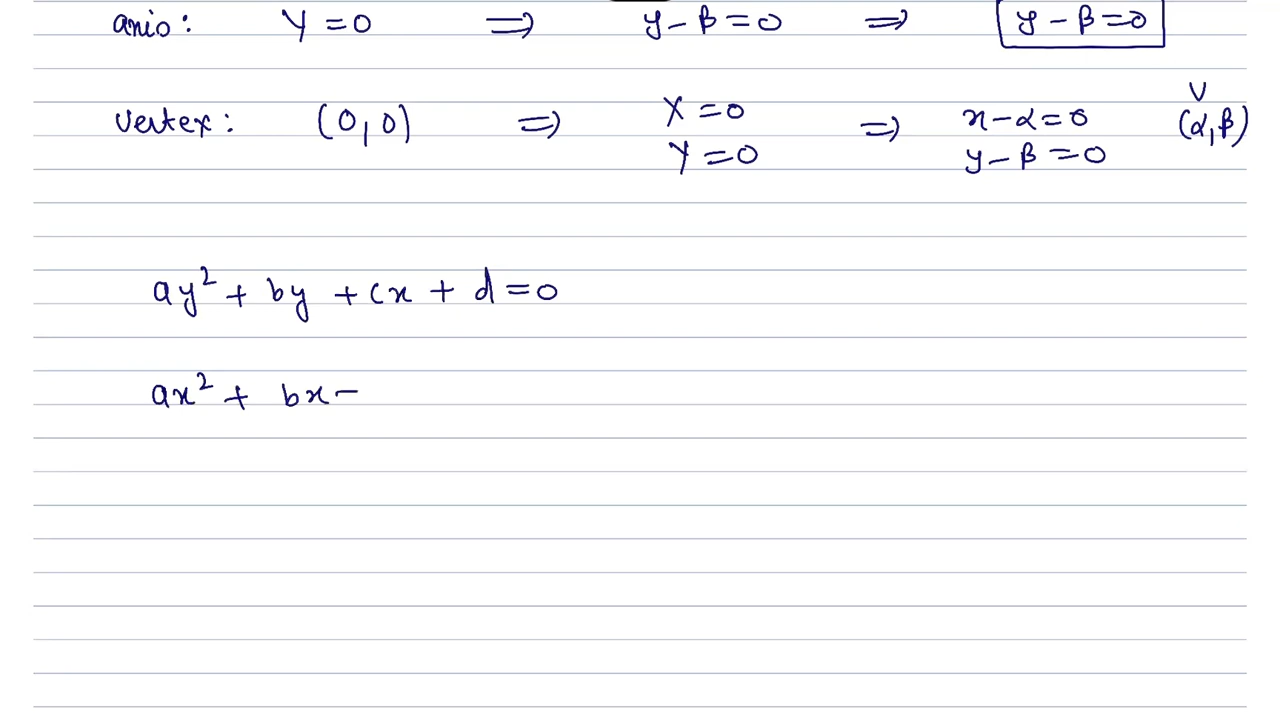 axis: Y = 0 ⟹ y - β = 0 ⟹ y - β = 0
V
vertex: (0,0) ⟹ X = 0 ⟹ x - α = 0 (α,β)
Y = 0 y - β = 0
ay² + by + cx + d = 0
ax² + bx -